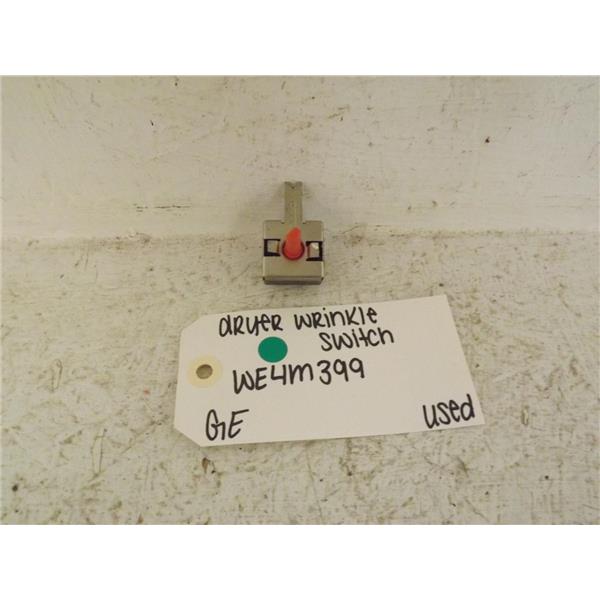 dryer wrinkle
switch
WE4M399
GE used